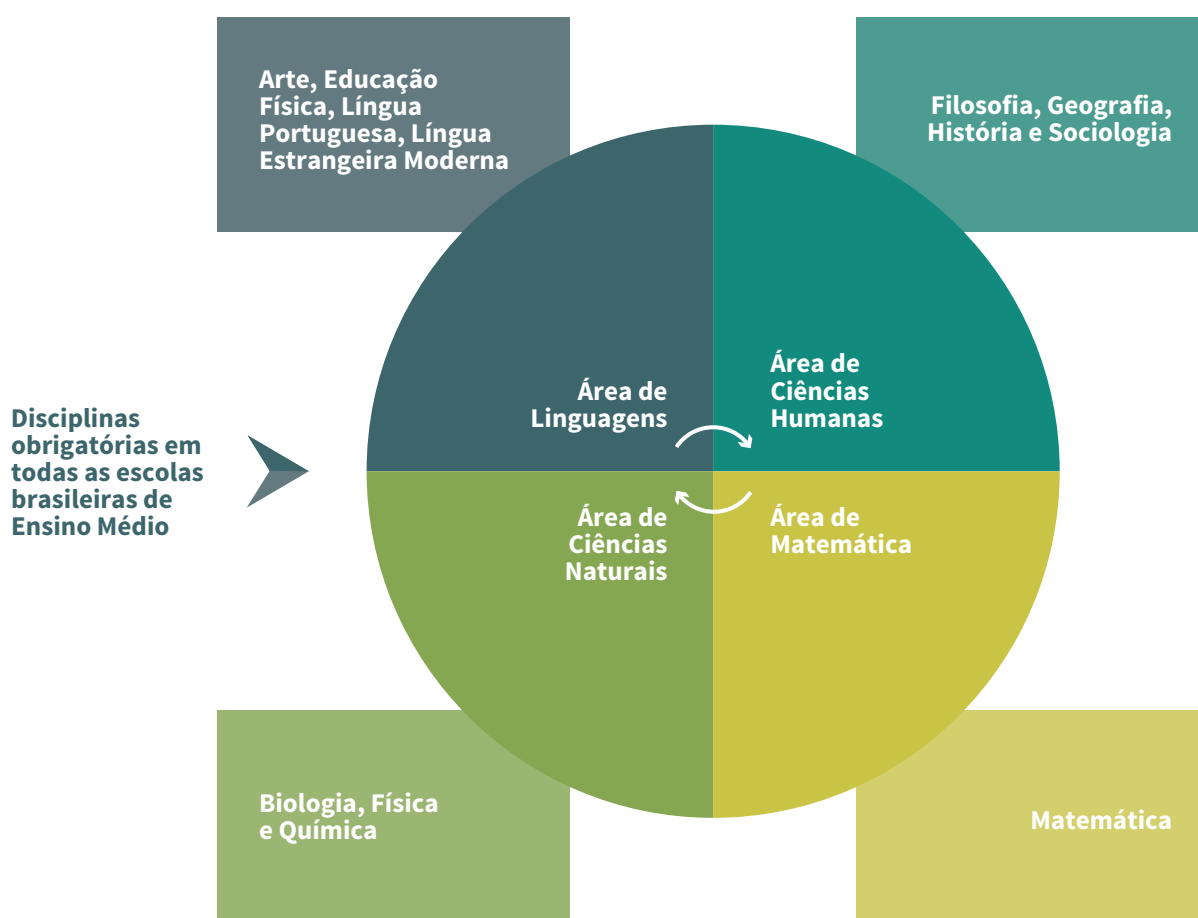 Arte, Educação
Física, Língua
Portuguesa, Língua
Estrangeira Moderna
Filosofia, Geografia,
História e Sociologia
Disciplinas
obrigatórias em
todas as escolas
brasileiras de
Ensino Médio
Área de
Linguagens
Área de
Ciências
Humanas
Área de
Ciências
Naturais
Área de
Matemática
Biologia, Física
e Química
Matemática